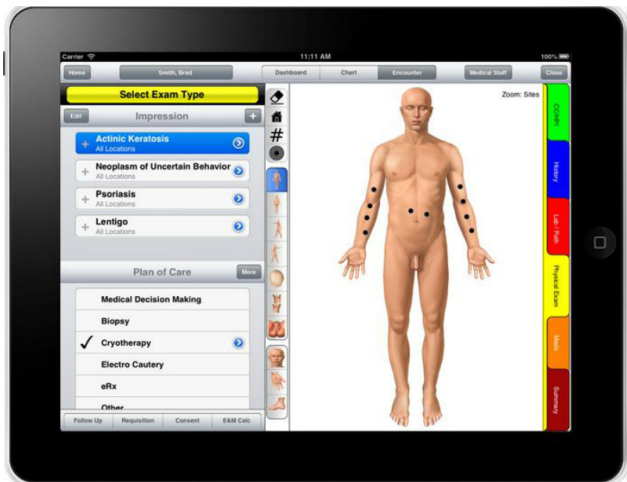 Carrier 11:11 AM 100%
Home Smith, Brad Dashboard Chart Encounter Medical Staff Close
Select Exam Type
Edit Impression +
Actinic Keratosis
All Locations
Neoplasm of Uncertain Behavior
All Locations
Psoriasis
All Locations
Lentigo
All Locations
Plan of Care More
Medical Decision Making
Biopsy
Cryotherapy
Electro Cautery
eRx
Other
Follow Up Requisition Consent E&M Calc
#
Zoom: Sites
CC/HPI
History
Lab / Path
Physical Exam
Meds
Summary